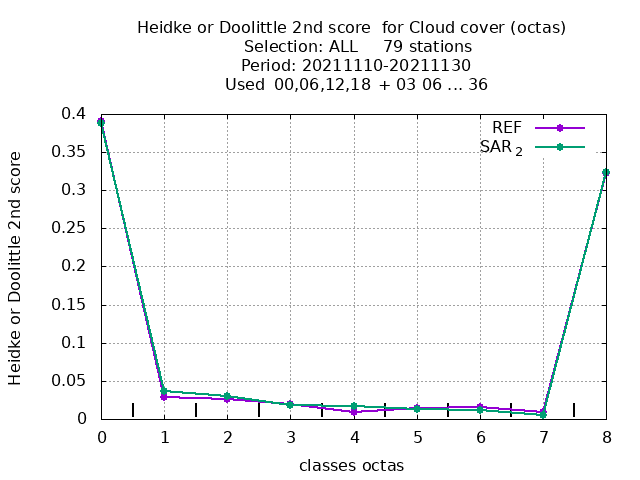 Heidke or Doolittle 2nd score  for Cloud cover (octas)
Selection: ALL     79 stations
Period: 20211110-20211130
Used  00,06,12,18 + 03 06 ... 36
REF
SAR 2
Heidke or Doolittle 2nd score
0.4
0.35
0.3
0.25
0.2
0.15
0.1
0.05
0
0 1 2 3 4 5 6 7 8
classes octas